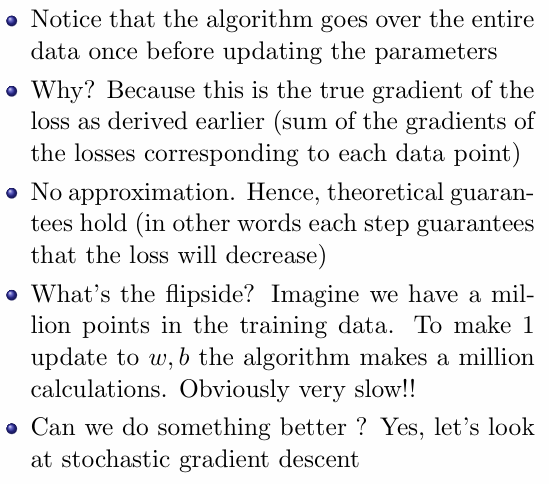 Notice that the algorithm goes over the entire
data once before updating the parameters
Why? Because this is the true gradient of the
loss as derived earlier (sum of the gradients of
the losses corresponding to each data point)
No approximation. Hence, theoretical guaran-
tees hold (in other words each step guarantees
that the loss will decrease)
What's the flipside? Imagine we have a mil-
lion points in the training data. To make 1
update to w, b the algorithm makes a million
calculations. Obviously very slow!!
Can we do something better ? Yes, let's look
at stochastic gradient descent